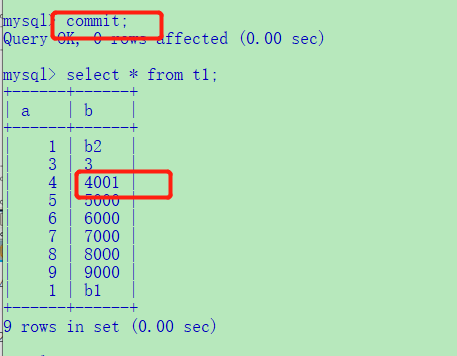 mysql> commit;
Query OK, 0 rows affected (0.00 sec)
mysql> select * from t1;
+------+------+
| a    | b    |
+------+------+
|    1 | b2   |
|    3 | 3    |
|    4 | 4001 |
|    5 | 5000 |
|    6 | 6000 |
|    7 | 7000 |
|    8 | 8000 |
|    9 | 9000 |
|    1 | b1   |
+------+------+
9 rows in set (0.00 sec)